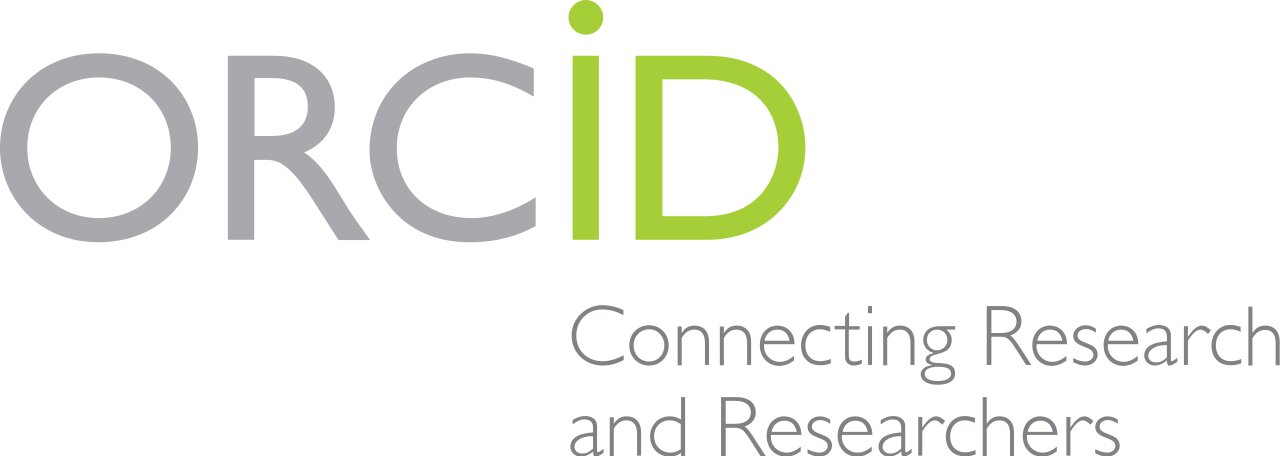 ORCiD
Connecting Research
and Researchers